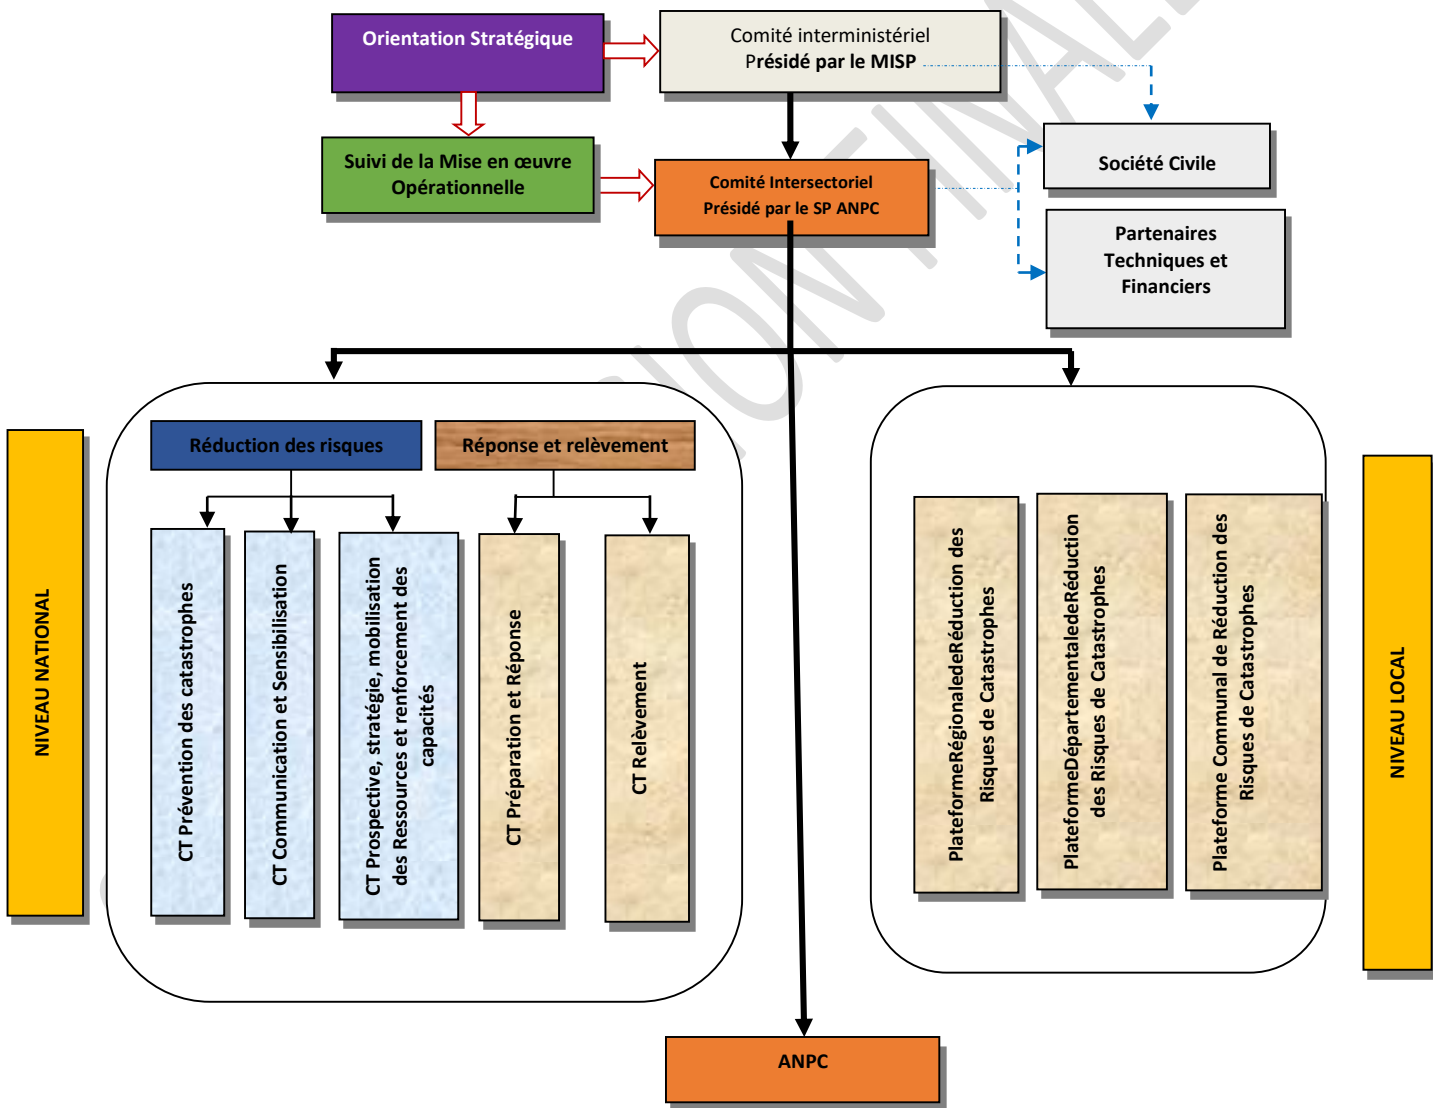 Orientation Stratégique
Comité interministériel
Présidé par le MISP
Suivi de la Mise en œuvre
Opérationnelle
Comité Intersectoriel
Présidé par le SP ANPC
Société Civile
Partenaires
Techniques et
Financiers
NIVEAU NATIONAL
Réduction des risques
Réponse et relèvement
CT Prévention des catastrophes
CT Communication et Sensibilisation
CT Prospective, stratégie, mobilisation
des Ressources et renforcement des
capacités
CT Préparation et Réponse
CT Relèvement
PlateformeRégionaledeRéduction des
Risques de Catastrophes
PlateformeDépartementaledeRéduction
des Risques de Catastrophes
Plateforme Communal de Réduction des
Risques de Catastrophes
NIVEAU LOCAL
ANPC